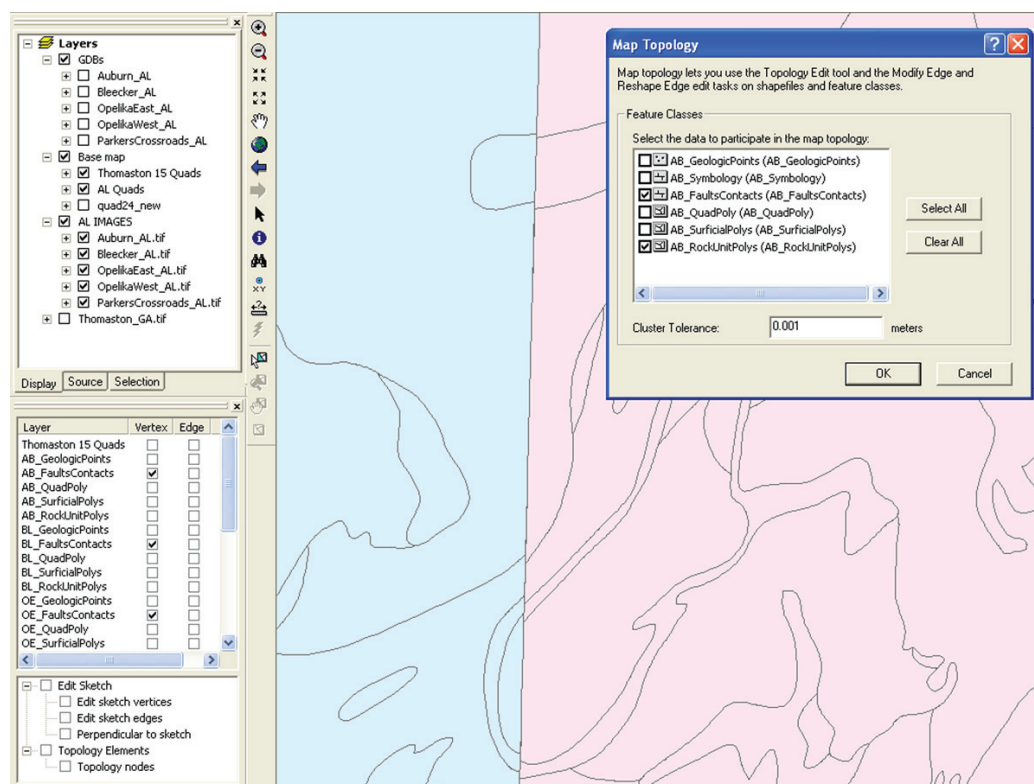 Layers
GDBs
Auburn_AL
Bleecker_AL
OpelikaEast_AL
OpelikaWest_AL
ParkersCrossroads_AL
Base map
Thomaston 15 Quads
AL Quads
quad24_new
AL IMAGES
Auburn_AL.tif
Bleecker_AL.tif
OpelikaEast_AL.tif
OpelikaWest_AL.tif
ParkersCrossroads_AL.tif
Thomaston_GA.tif
Display Source Selection
Layer Vertex Edge
Thomaston 15 Quads
AB_GeologicPoints
AB_FaultsContacts
AB_QuadPoly
AB_SurficialPolys
AB_RockUnitPolys
BL_GeologicPoints
BL_FaultsContacts
BL_QuadPoly
BL_SurficialPolys
BL_RockUnitPolys
OE_GeologicPoints
OE_FaultsContacts
OE_QuadPoly
OE_SurficialPolys
Edit Sketch
Edit sketch vertices
Edit sketch edges
Perpendicular to sketch
Topology Elements
Topology nodes
XY
Map Topology
Map topology lets you use the Topology Edit tool and the Modify Edge and
Reshape Edge edit tasks on shapefiles and feature classes.
Feature Classes
Select the data to participate in the map topology:
AB_GeologicPoints (AB_GeologicPoints)
AB_Symbology (AB_Symbology)
AB_FaultsContacts (AB_FaultsContacts)
AB_QuadPoly (AB_QuadPoly)
AB_SurficialPolys (AB_SurficialPolys)
AB_RockUnitPolys (AB_RockUnitPolys)
Select All
Clear All
Cluster Tolerance: 0.001 meters
OK Cancel